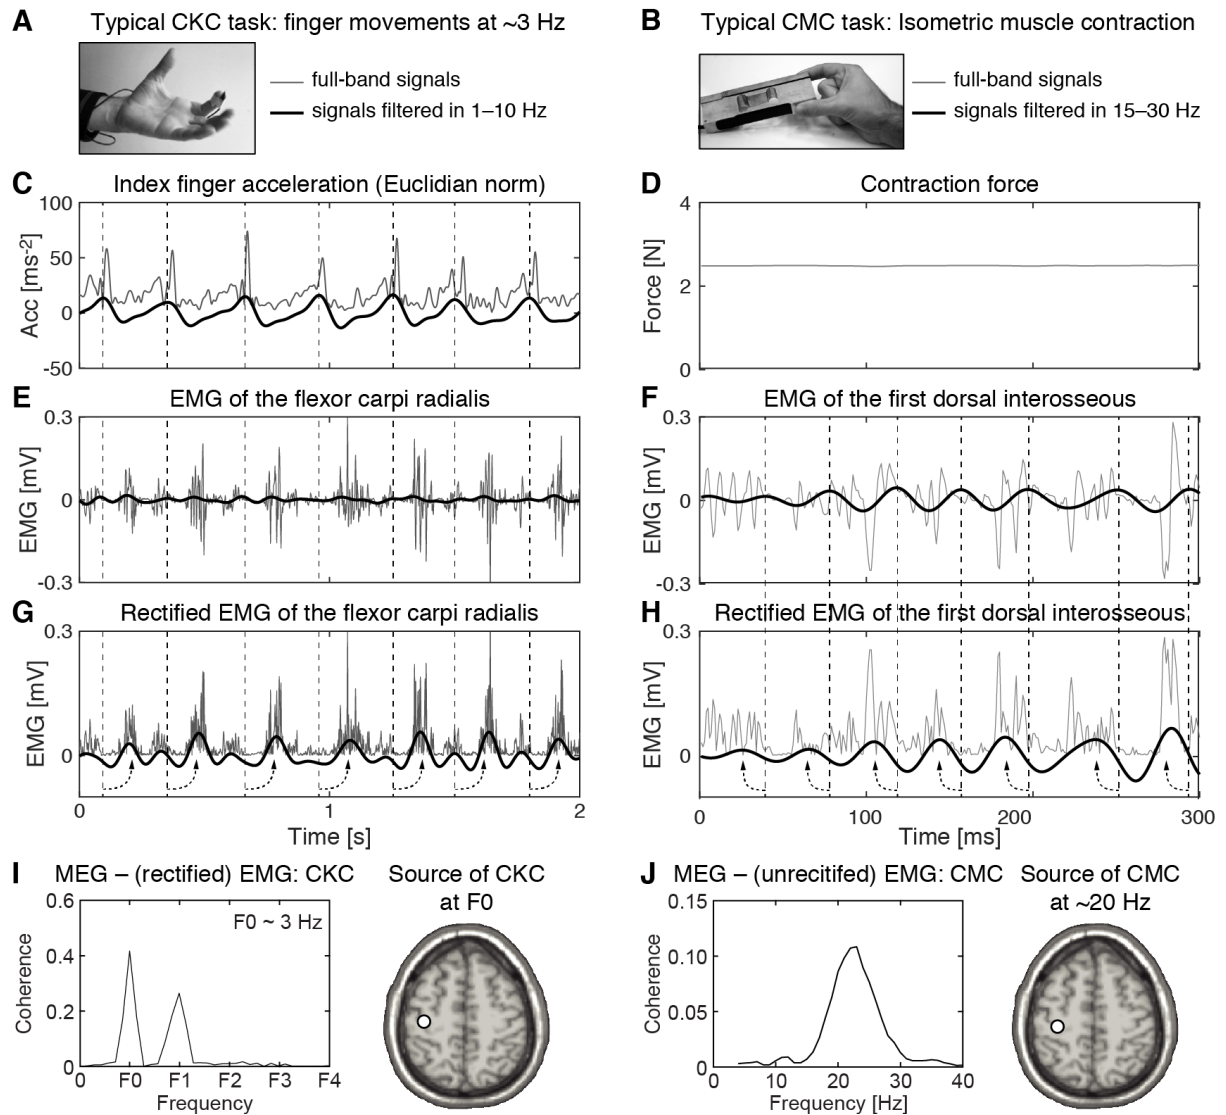 A Typical CKC task: finger movements at ~3 Hz
full-band signals
signals filtered in 1–10 Hz
B Typical CMC task: Isometric muscle contraction
full-band signals
signals filtered in 15–30 Hz
C Index finger acceleration (Euclidian norm)
Acc [ms-2]
100
50
0
-50
D Contraction force
Force [N]
4
2
0
E EMG of the flexor carpi radialis
EMG [mV]
0.3
0
-0.3
F EMG of the first dorsal interosseous
EMG [mV]
0.3
0
-0.3
G Rectified EMG of the flexor carpi radialis
EMG [mV]
0.3
0
0 1 2
Time [s]
H Rectified EMG of the first dorsal interosseous
EMG [mV]
0.3
0
0 100 200 300
Time [ms]
I MEG – (rectified) EMG: CKC
F0 ~ 3 Hz
Coherence
0.6
0.4
0.2
0
0 F0 F1 F2 F3 F4
Frequency
Source of CKC
at F0
J MEG – (unrecitifed) EMG: CMC
Coherence
0.15
0.10
0.05
0
0 10 20 30 40
Frequency [Hz]
Source of CMC
at ~20 Hz